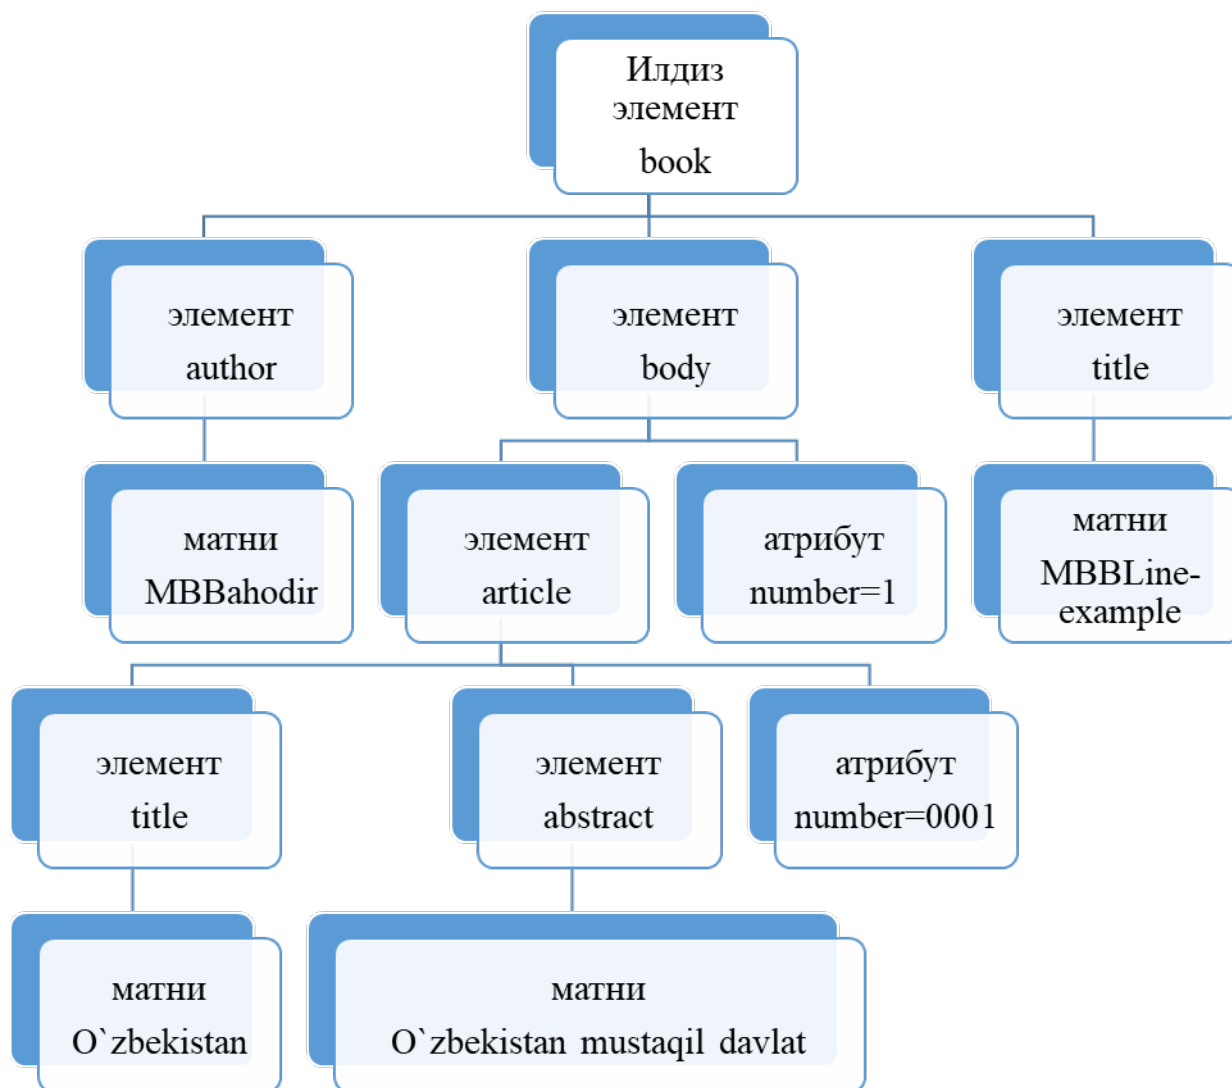 Илдиз
элемент
book
элемент
author
элемент
body
элемент
title
матни
MBBahodir
элемент
article
атрибут
number=1
матни
MBBLine-
example
элемент
title
элемент
abstract
атрибут
number=0001
матни
O`zbekistan
матни
O`zbekistan mustaqil davlat